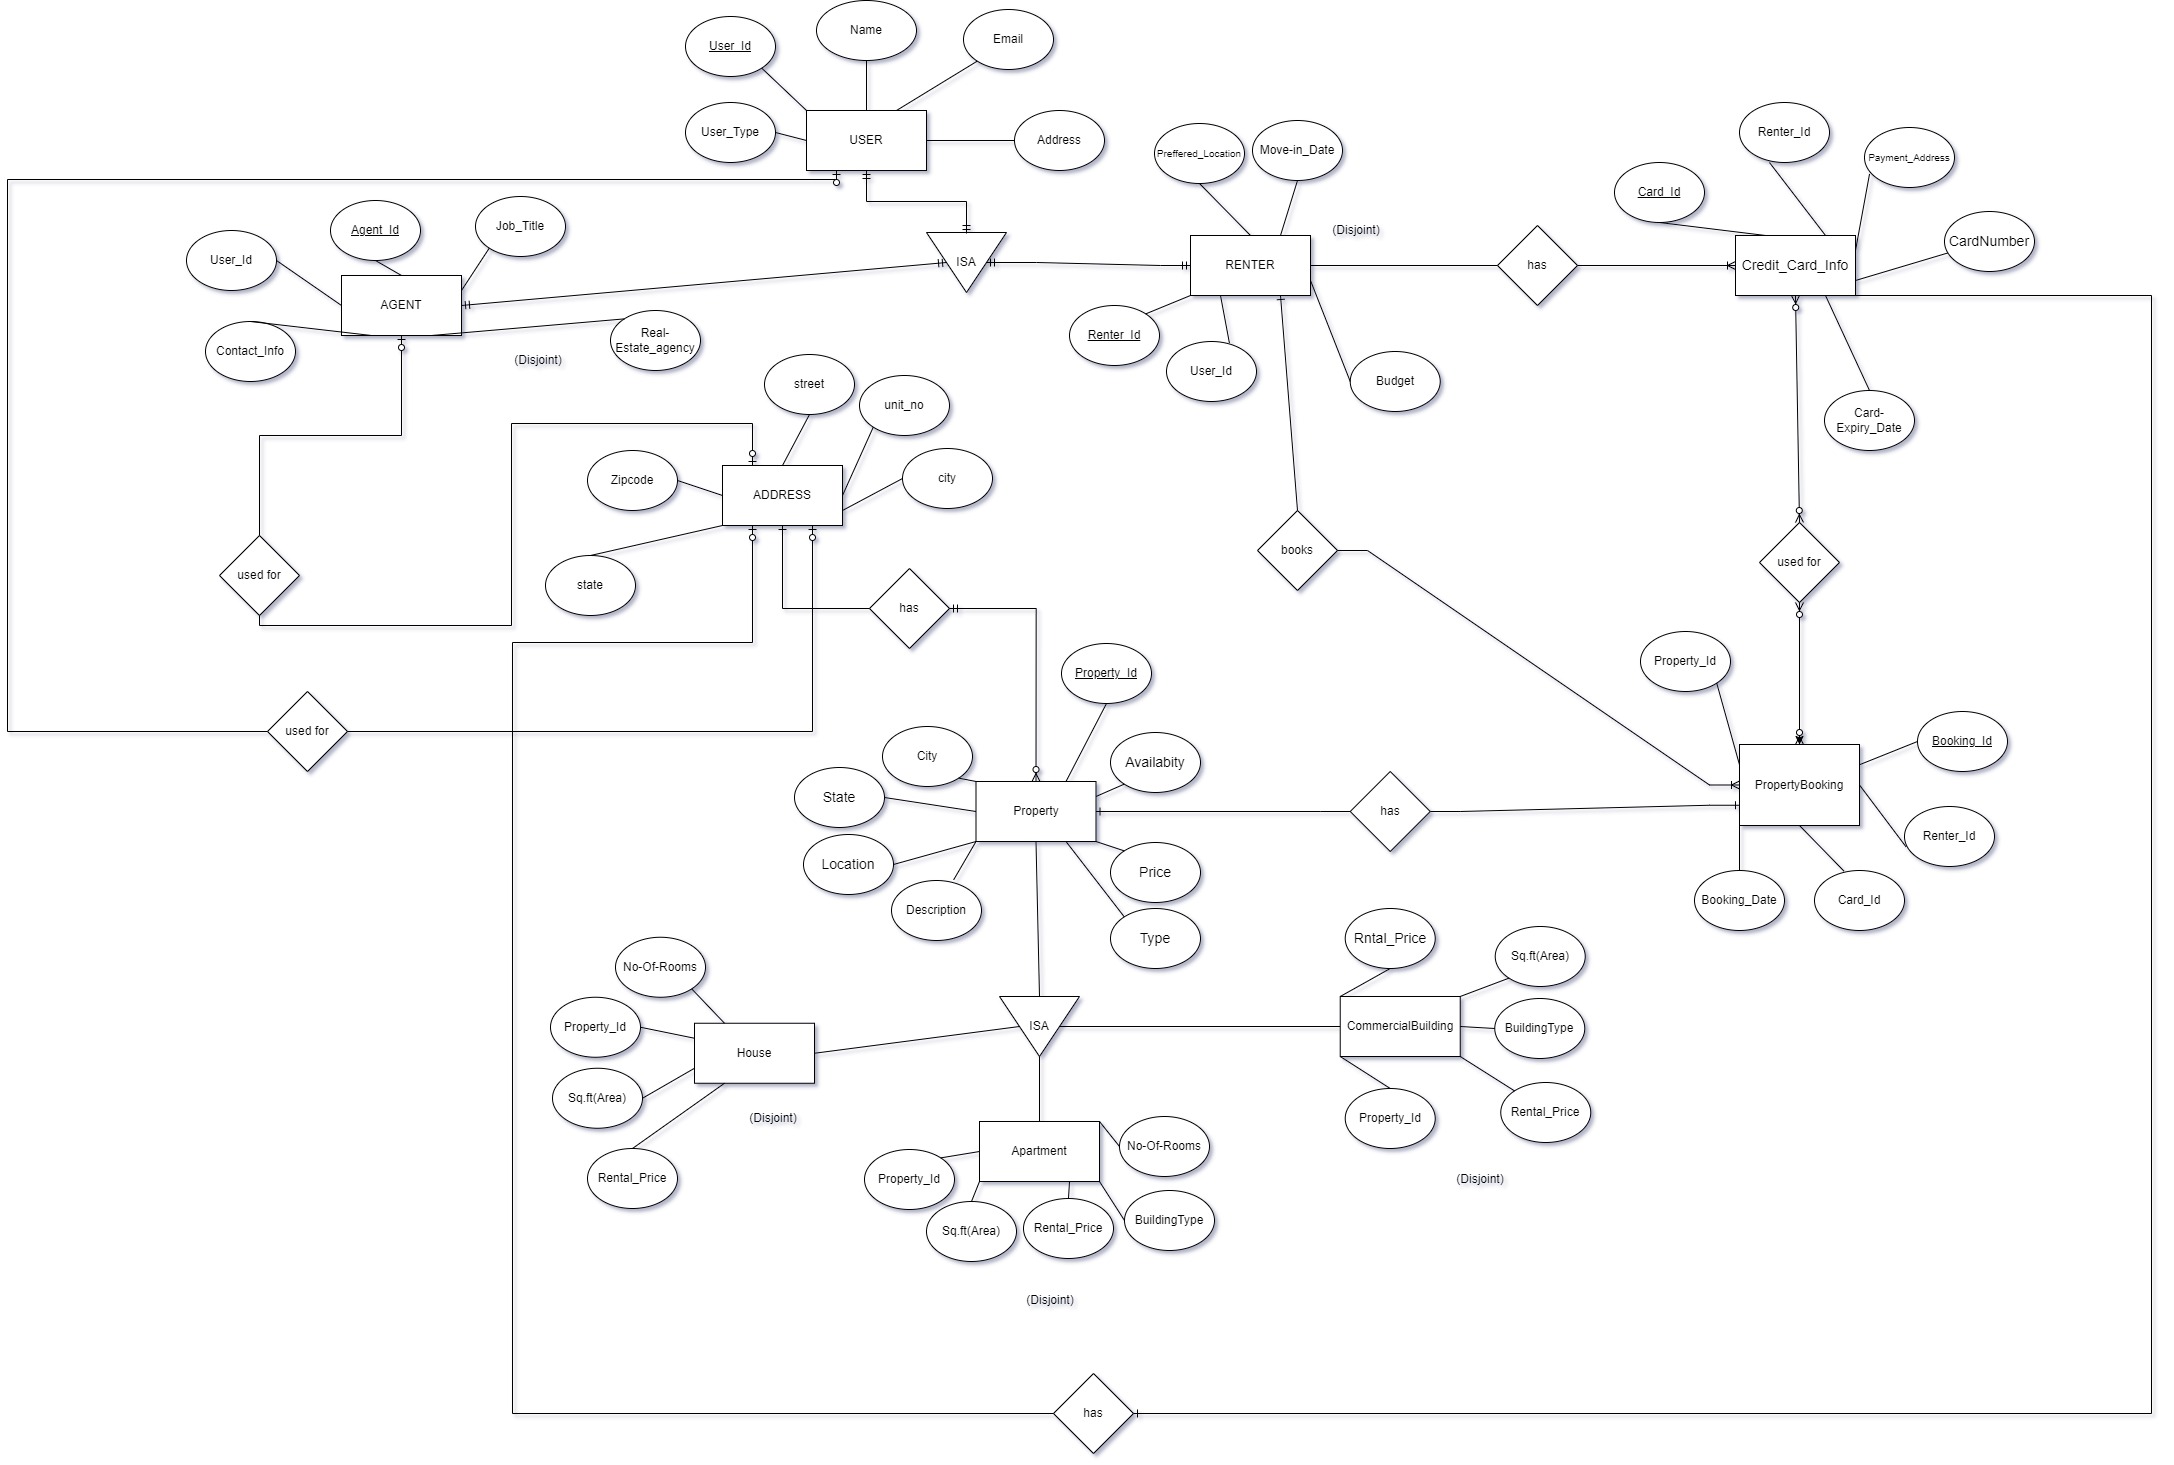 Name
Email
User_Id
User_Type
USER
Address
Preffered_Location
Move-in_Date
Renter_Id
Payment_Address
Card_Id
CardNumber
(Disjoint)
Agent_Id
Job_Title
User_Id
ISA
RENTER
has
Credit_Card_Info
AGENT
Contact_Info
Real-
Estate_agency
(Disjoint)
Renter_Id
User_Id
Budget
Card-
Expiry_Date
street
unit_no
Zipcode
ADDRESS
city
state
used for
books
used for
has
Property_Id
Property_Id
used for
City
Availabity
Booking_Id
State
Property
has
PropertyBooking
Renter_Id
Location
Price
Description
Type
Booking_Date
Card_Id
Rntal_Price
Sq.ft(Area)
No-Of-Rooms
Property_Id
House
ISA
CommercialBuilding
BuildingType
Sq.ft(Area)
(Disjoint)
Property_Id
Rental_Price
Rental_Price
Apartment
No-Of-Rooms
Property_Id
Sq.ft(Area)
Rental_Price
BuildingType
(Disjoint)
(Disjoint)
has